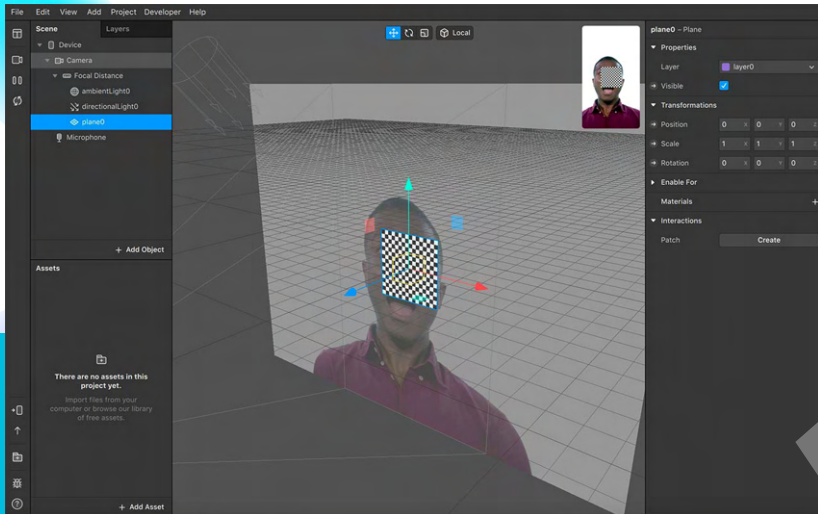 File Edit View Add Project Developer Help
Scene Layers
Device
Camera
Focal Distance
ambientLight0
directionalLight0
plane0
Microphone
+ Add Object
Assets
There are no assets in this
project yet.
Import files from your
computer or browse our library
of free assets.
+ Add Asset
Local
plane0 – Plane
Properties
Layer layer0
Visible
Transformations
Position 0 X 0 Y 0 Z
Scale 1 X 1 Y 1 Z
Rotation 0 X 0 Y 0 Z
Enable For
Materials +
Interactions
Patch Create